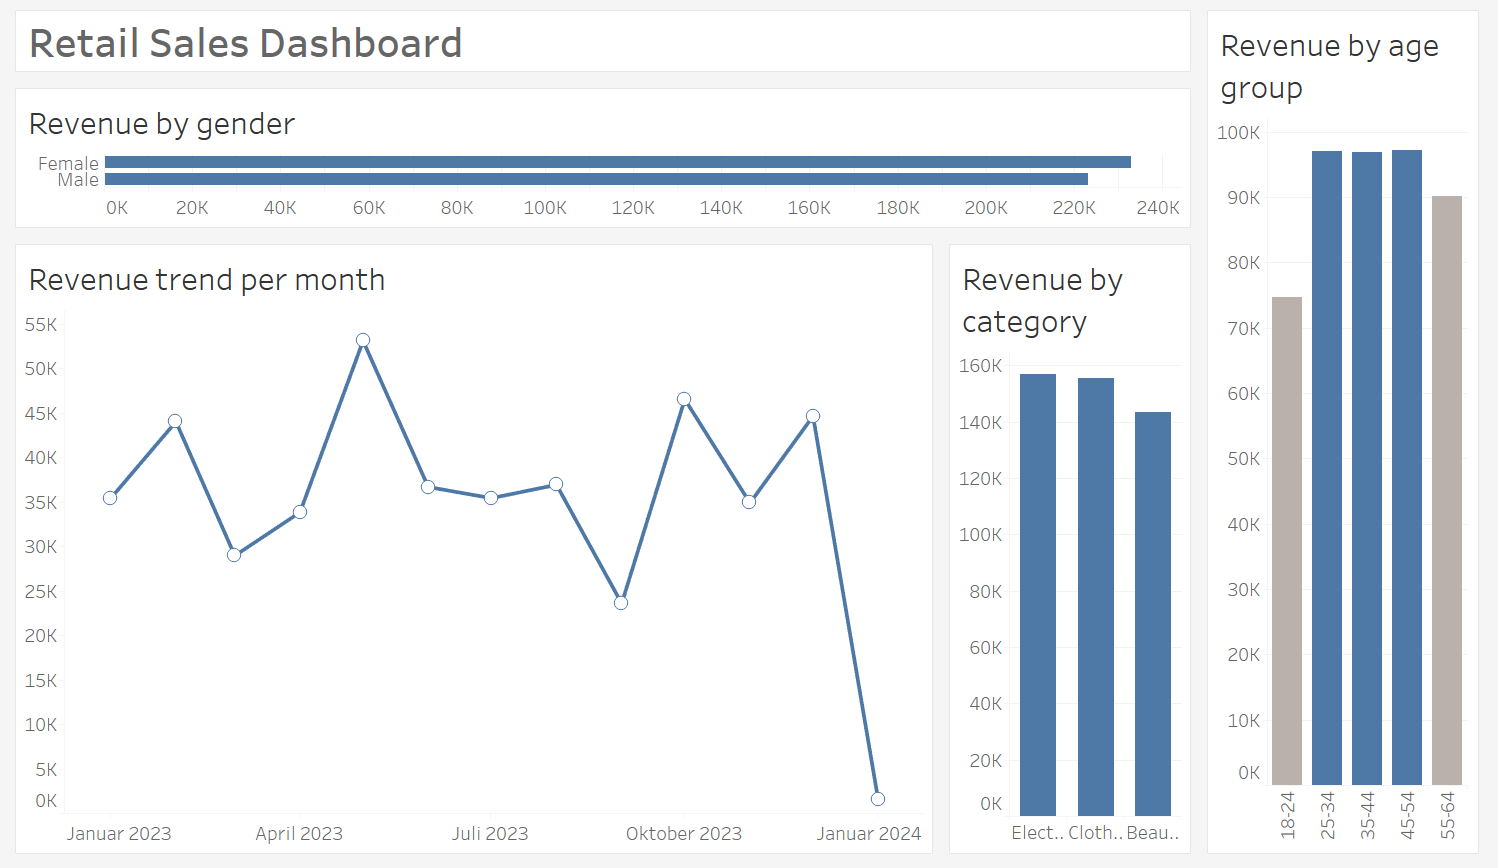 Retail Sales Dashboard
Revenue by gender
Female
Male
0K 20K 40K 60K 80K 100K 120K 140K 160K 180K 200K 220K 240K
Revenue trend per month
55K
50K
45K
40K
35K
30K
25K
20K
15K
10K
5K
0K
Januar 2023 April 2023 Juli 2023 Oktober 2023 Januar 2024
Revenue by
category
160K
140K
120K
100K
80K
60K
40K
20K
0K
Elect.. Cloth.. Beau..
Revenue by age
group
100K
90K
80K
70K
60K
50K
40K
30K
20K
10K
0K
18-24
25-34
35-44
45-54
55-64